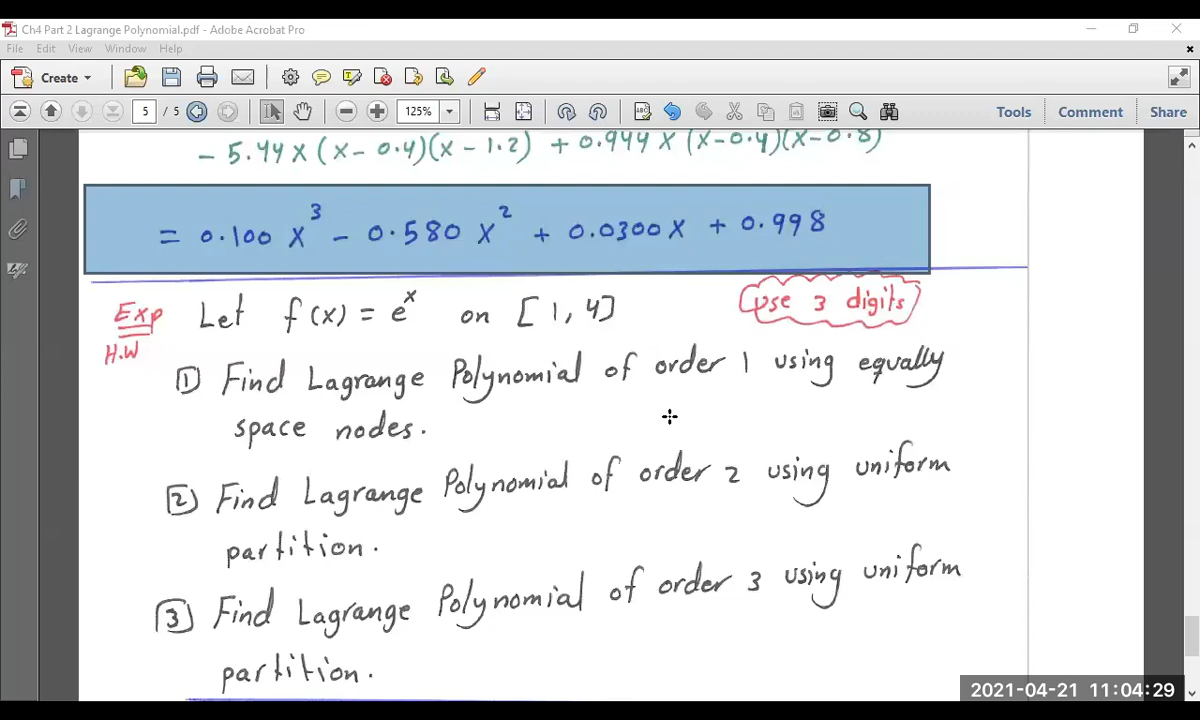 Ch4 Part 2 Lagrange Polynomial.pdf - Adobe Acrobat Pro
File Edit View Window Help
Create
5 / 5 125% Tools Comment Share
- 5.44 x (x - 0.4)(x - 1.2) + 0.944 x (x - 0.4)(x - 0.8)
= 0.100 x³ - 0.580 x² + 0.0300 x + 0.998
Exp Let f(x) = eˣ on [1, 4] use 3 digits
H.W
1 Find Lagrange Polynomial of order 1 using equally
space nodes.
2 Find Lagrange Polynomial of order 2 using uniform
partition.
3 Find Lagrange Polynomial of order 3 using uniform
partition.
2021-04-21 11:04:29